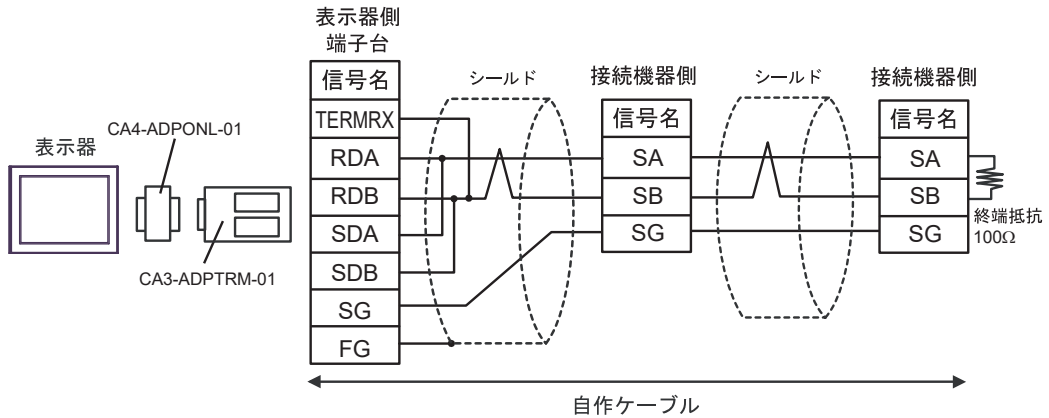 表示器側
端子台
信号名
TERMRX
RDA
RDB
SDA
SDB
SG
FG
表示器
CA4-ADPONL-01
CA3-ADPTRM-01
シールド
接続機器側
信号名
SA
SB
SG
シールド
接続機器側
信号名
SA
SB
SG
終端抵抗
100Ω
自作ケーブル